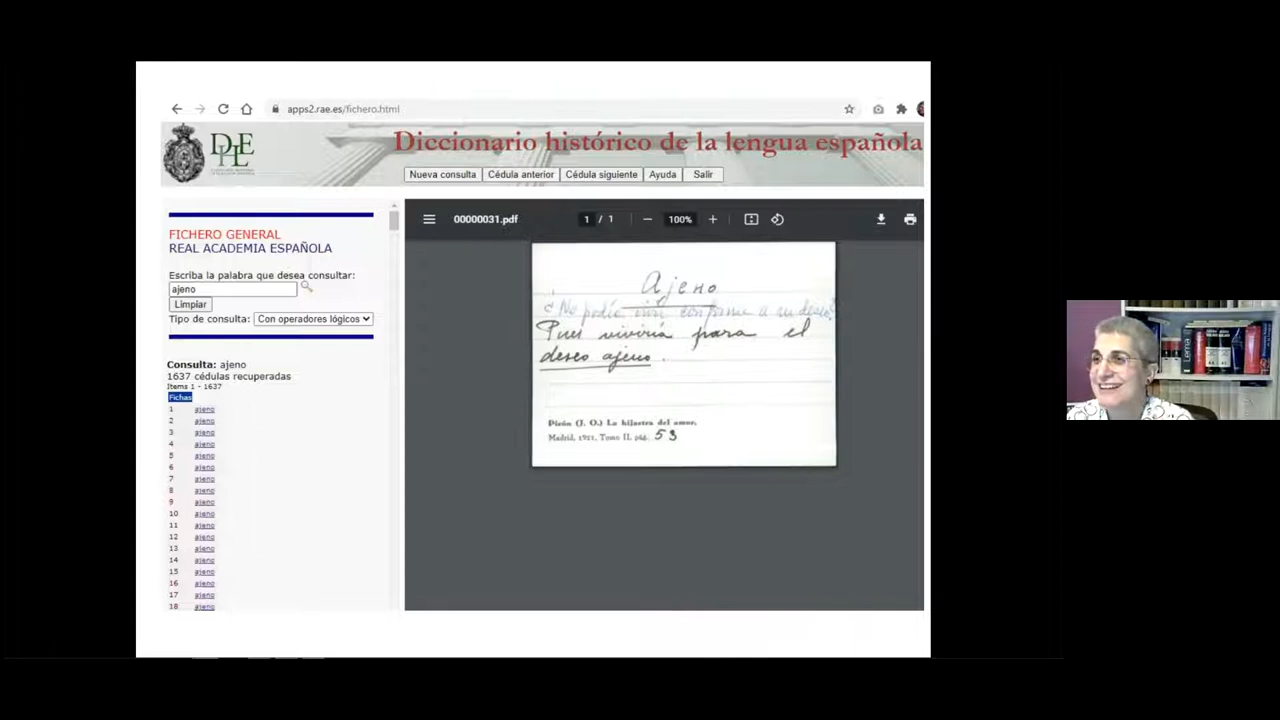 apps2.rae.es/fichero.html
DHLE
Diccionario histórico de la lengua española
Nueva consulta Cédula anterior Cédula siguiente Ayuda Salir
FICHERO GENERAL
REAL ACADEMIA ESPAÑOLA
Escriba la palabra que desea consultar:
ajeno
Limpiar
Tipo de consulta: Con operadores lógicos
Consulta: ajeno
1637 cédulas recuperadas
Items 1 - 1637
Fichas
1 ajeno
2 ajeno
3 ajeno
4 ajeno
5 ajeno
6 ajeno
7 ajeno
8 ajeno
9 ajeno
10 ajeno
11 ajeno
12 ajeno
13 ajeno
14 ajeno
15 ajeno
16 ajeno
17 ajeno
18 ajeno
00000031.pdf 1 / 1 100%
Ajeno
¿No podía vivir conforme a su deseo?
Pues viviría para el
deseo ajeno.
Picón (J. O.) La hijastra del amor,
Madrid, 1921, Tomo II, pág. 53
Lema